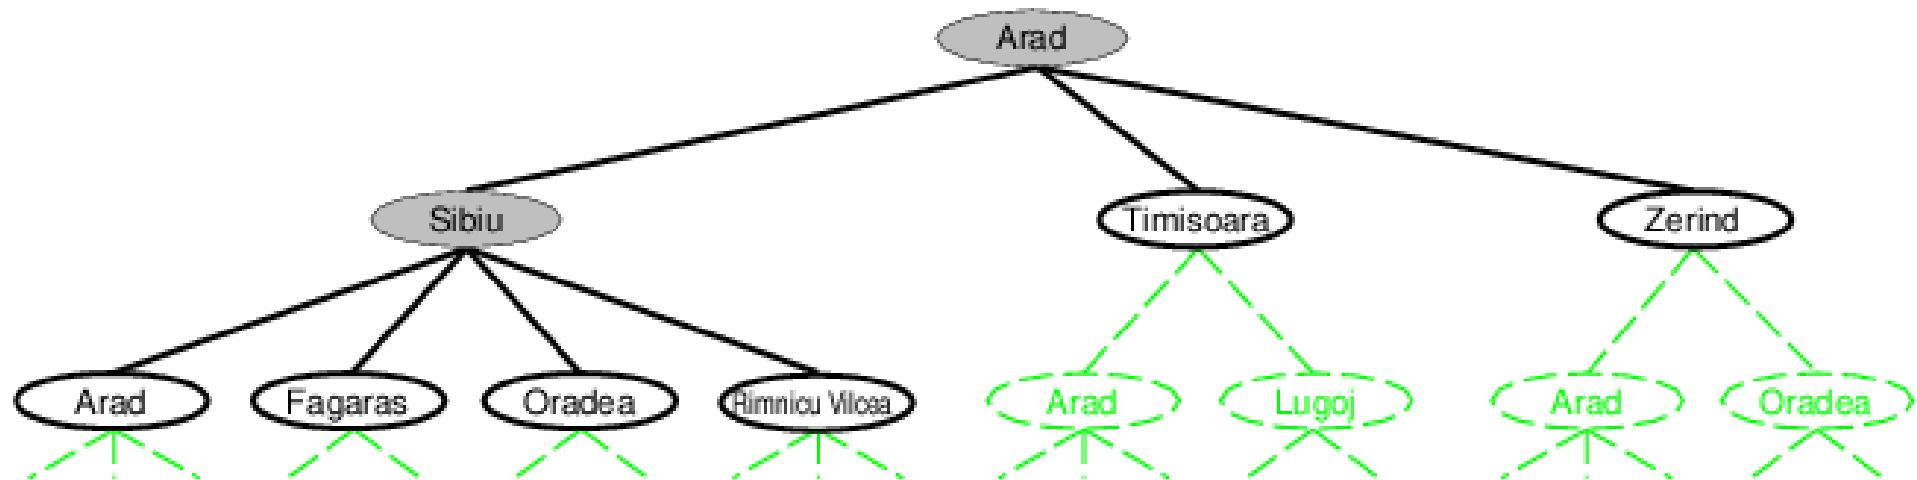 Arad
Sibiu
Timisoara
Zerind
Arad
Fagaras
Oradea
Rimnicu Vilcea
Arad
Lugoj
Arad
Oradea